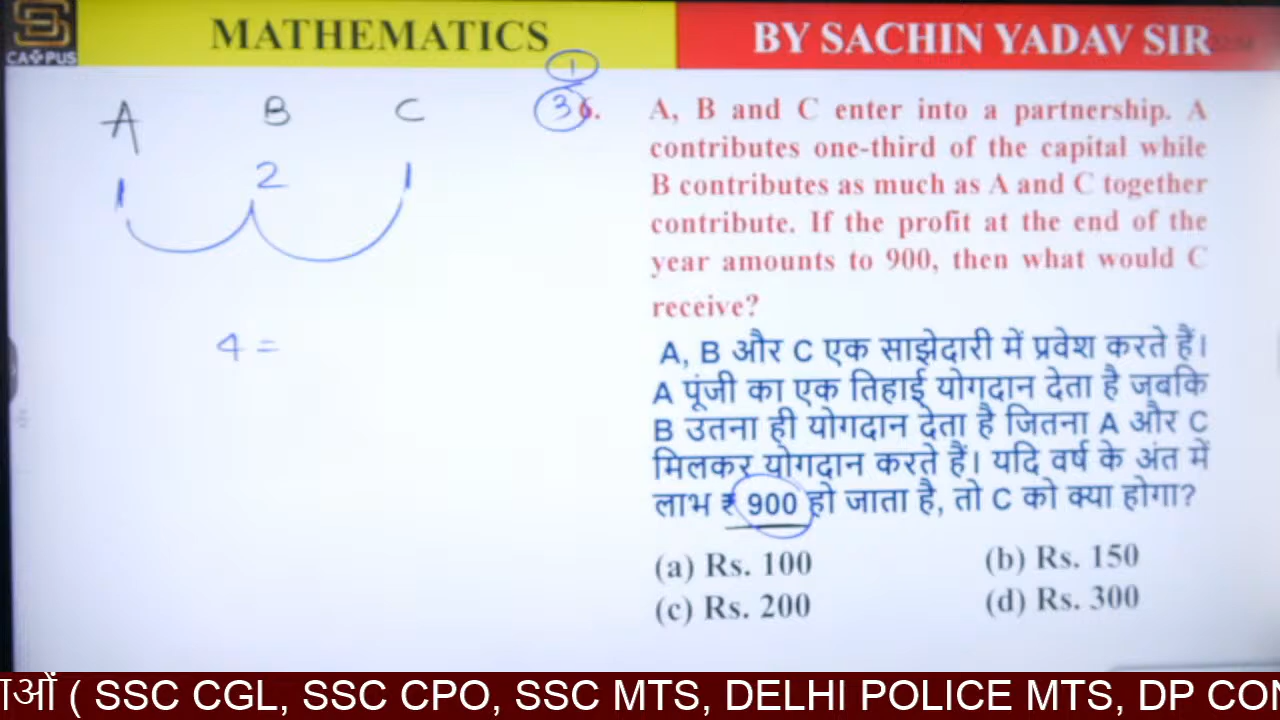 CAMPUS
MATHEMATICS
BY SACHIN YADAV SIR
A B C
1 2 1
4 =
1
3
6. A, B and C enter into a partnership. A
contributes one-third of the capital while
B contributes as much as A and C together
contribute. If the profit at the end of the
year amounts to 900, then what would C
receive?
A, B और C एक साझेदारी में प्रवेश करते हैं।
A पूंजी का एक तिहाई योगदान देता है जबकि
B उतना ही योगदान देता है जितना A और C
मिलकर योगदान करते हैं। यदि वर्ष के अंत में
लाभ ₹ 900 हो जाता है, तो C को क्या होगा?
(a) Rs. 100 (b) Rs. 150
(c) Rs. 200 (d) Rs. 300
( SSC CGL, SSC CPO, SSC MTS, DELHI POLICE MTS, DP CON